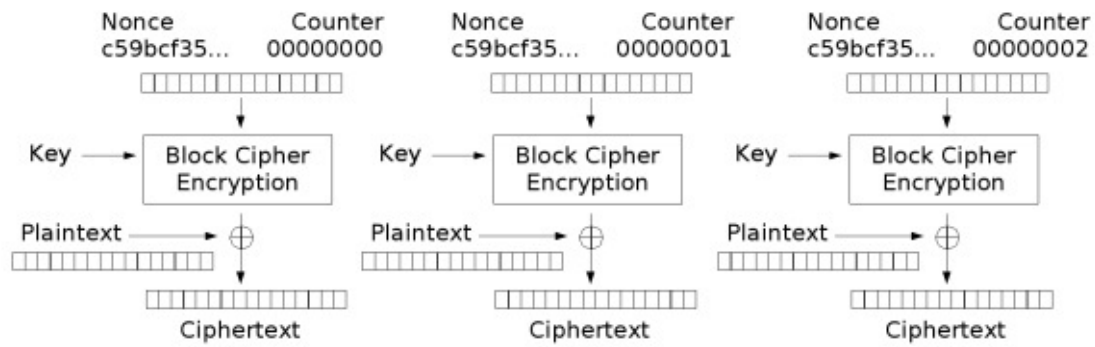 Nonce Counter
c59bcf35... 00000000
Key
Block Cipher
Encryption
Plaintext
Ciphertext
Nonce Counter
c59bcf35... 00000001
Key
Block Cipher
Encryption
Plaintext
Ciphertext
Nonce Counter
c59bcf35... 00000002
Key
Block Cipher
Encryption
Plaintext
Ciphertext